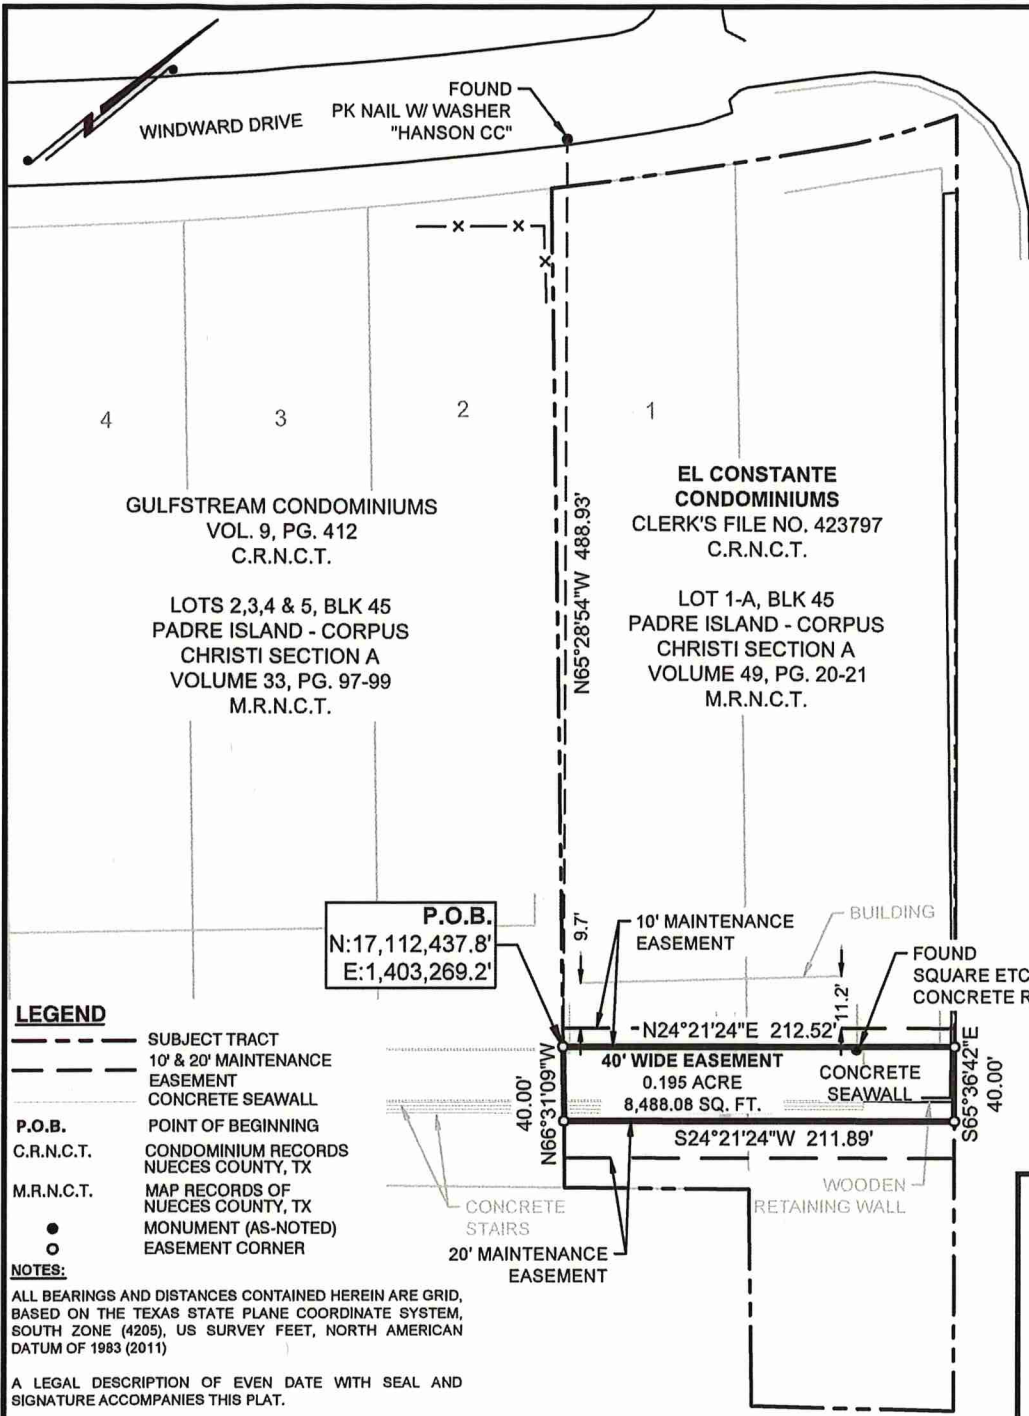 WINDWARD DRIVE
FOUND
PK NAIL W/ WASHER
"HANSON CC"
4
3
2
1
GULFSTREAM CONDOMINIUMS
VOL. 9, PG. 412
C.R.N.C.T.
LOTS 2,3,4 & 5, BLK 45
PADRE ISLAND - CORPUS
CHRISTI SECTION A
VOLUME 33, PG. 97-99
M.R.N.C.T.
N65°28'54"W 488.93'
EL CONSTANTE
CONDOMINIUMS
CLERK'S FILE NO. 423797
C.R.N.C.T.
LOT 1-A, BLK 45
PADRE ISLAND - CORPUS
CHRISTI SECTION A
VOLUME 49, PG. 20-21
M.R.N.C.T.
P.O.B.
N:17,112,437.8'
E:1,403,269.2'
9.7'
10' MAINTENANCE
EASEMENT
BUILDING
11.2'
FOUND
SQUARE ETC
CONCRETE R
N24°21'24"E 212.52'
40' WIDE EASEMENT
0.195 ACRE
8,488.08 SQ. FT.
CONCRETE
SEAWALL
S24°21'24"W 211.89'
N66°31'09"W
40.00'
S65°36'42"E
40.00'
CONCRETE
STAIRS
WOODEN
RETAINING WALL
20' MAINTENANCE
EASEMENT
LEGEND
SUBJECT TRACT
10' & 20' MAINTENANCE
EASEMENT
CONCRETE SEAWALL
P.O.B. POINT OF BEGINNING
C.R.N.C.T. CONDOMINIUM RECORDS
NUECES COUNTY, TX
M.R.N.C.T. MAP RECORDS OF
NUECES COUNTY, TX
MONUMENT (AS-NOTED)
EASEMENT CORNER
NOTES:
ALL BEARINGS AND DISTANCES CONTAINED HEREIN ARE GRID,
BASED ON THE TEXAS STATE PLANE COORDINATE SYSTEM,
SOUTH ZONE (4205), US SURVEY FEET, NORTH AMERICAN
DATUM OF 1983 (2011)
A LEGAL DESCRIPTION OF EVEN DATE WITH SEAL AND
SIGNATURE ACCOMPANIES THIS PLAT.